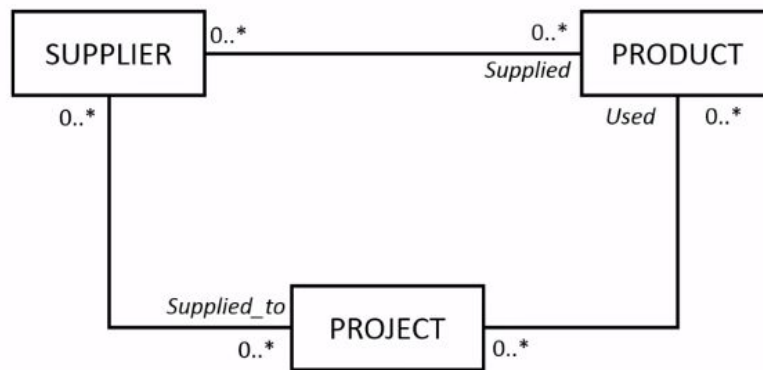 SUPPLIER
0..*
0..*
Supplied
PRODUCT
0..*
Used
0..*
Supplied_to
0..*
PROJECT
0..*